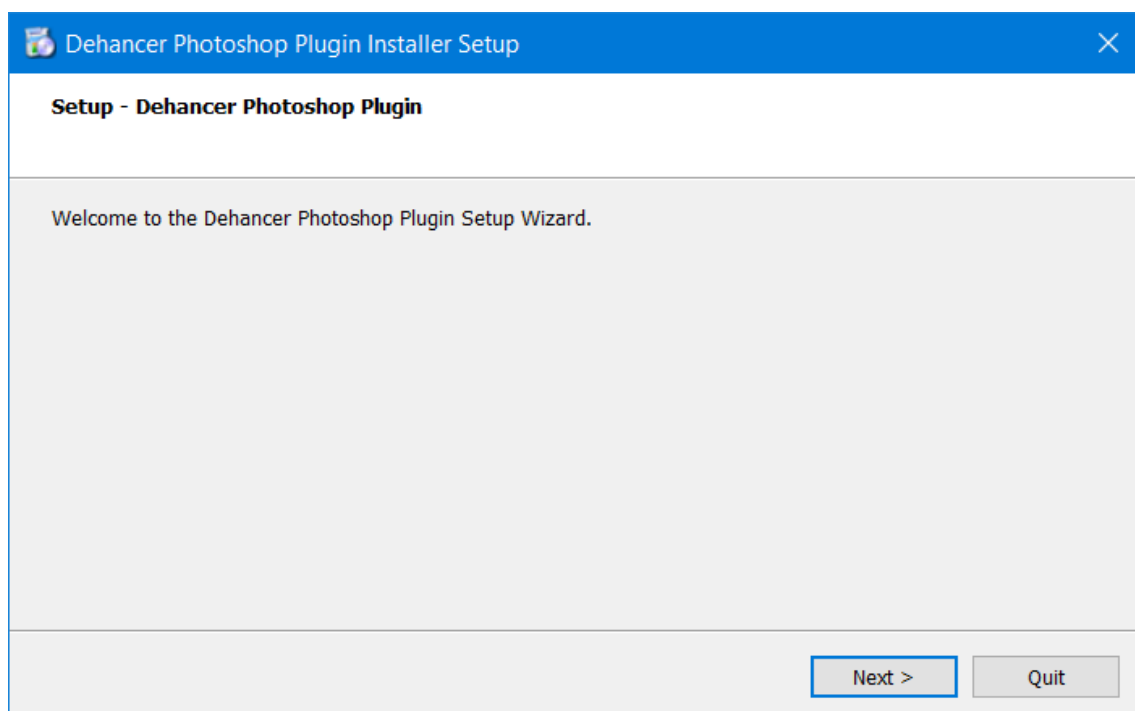 Dehancer Photoshop Plugin Installer Setup
Setup - Dehancer Photoshop Plugin
Welcome to the Dehancer Photoshop Plugin Setup Wizard.
Next >
Quit